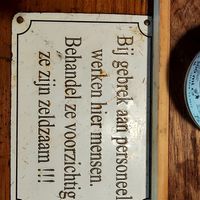 Bij gebrek aan personeel
werken hier mensen.
Behandel ze voorzichtig
ze zijn zeldzaam !!!